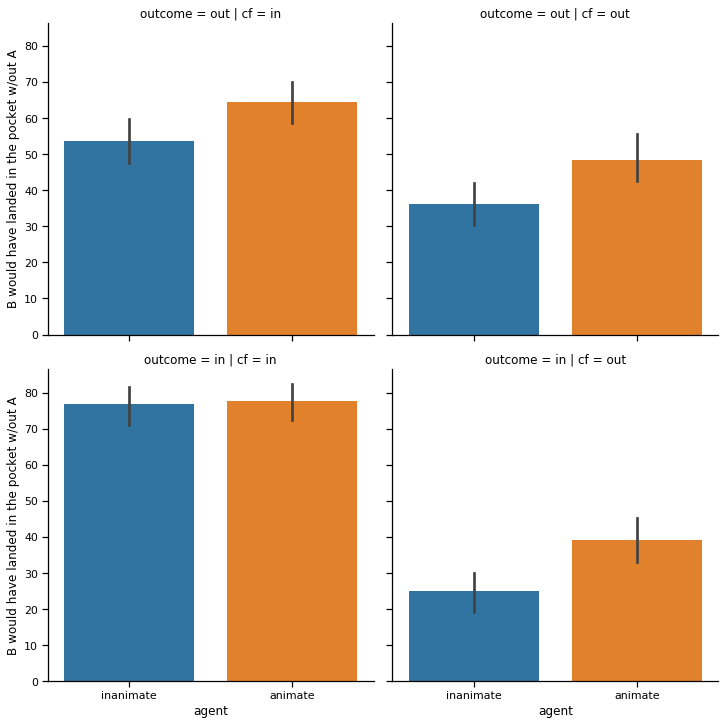 outcome = out | cf = in
outcome = out | cf = out
B would have landed in the pocket w/out A
80
70
60
50
40
30
20
10
0
outcome = in | cf = in
outcome = in | cf = out
B would have landed in the pocket w/out A
80
70
60
50
40
30
20
10
0
inanimate
animate
inanimate
animate
agent
agent